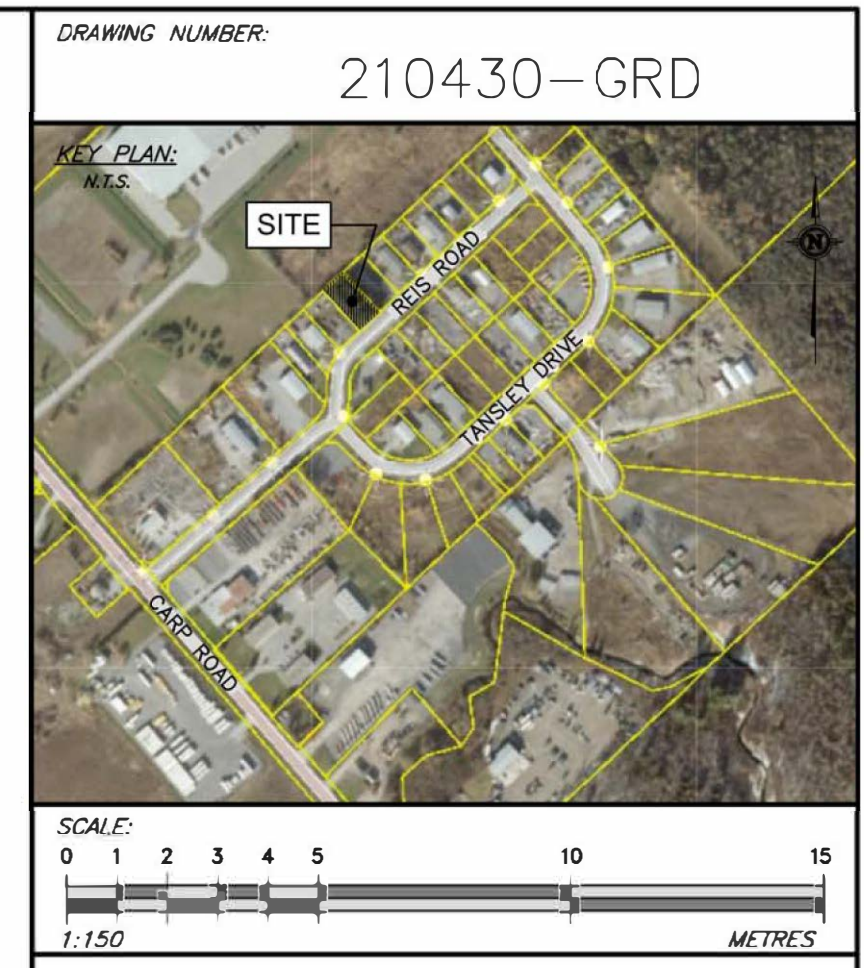 DRAWING NUMBER:
210430-GRD
KEY PLAN:
N.T.S.
SITE
N
REIS ROAD
TANSLEY DRIVE
CARP ROAD
SCALE:
0 1 2 3 4 5 10 15
1:150 METRES